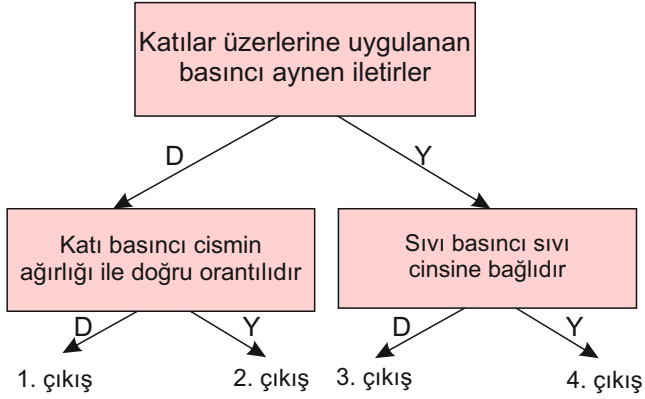 Katılar üzerlerine uygulanan
basıncı aynen iletirler
D
Y
Katı basıncı cismin
ağırlığı ile doğru orantılıdır
Sıvı basıncı sıvı
cinsine bağlıdır
D
Y
D
Y
1. çıkış
2. çıkış
3. çıkış
4. çıkış